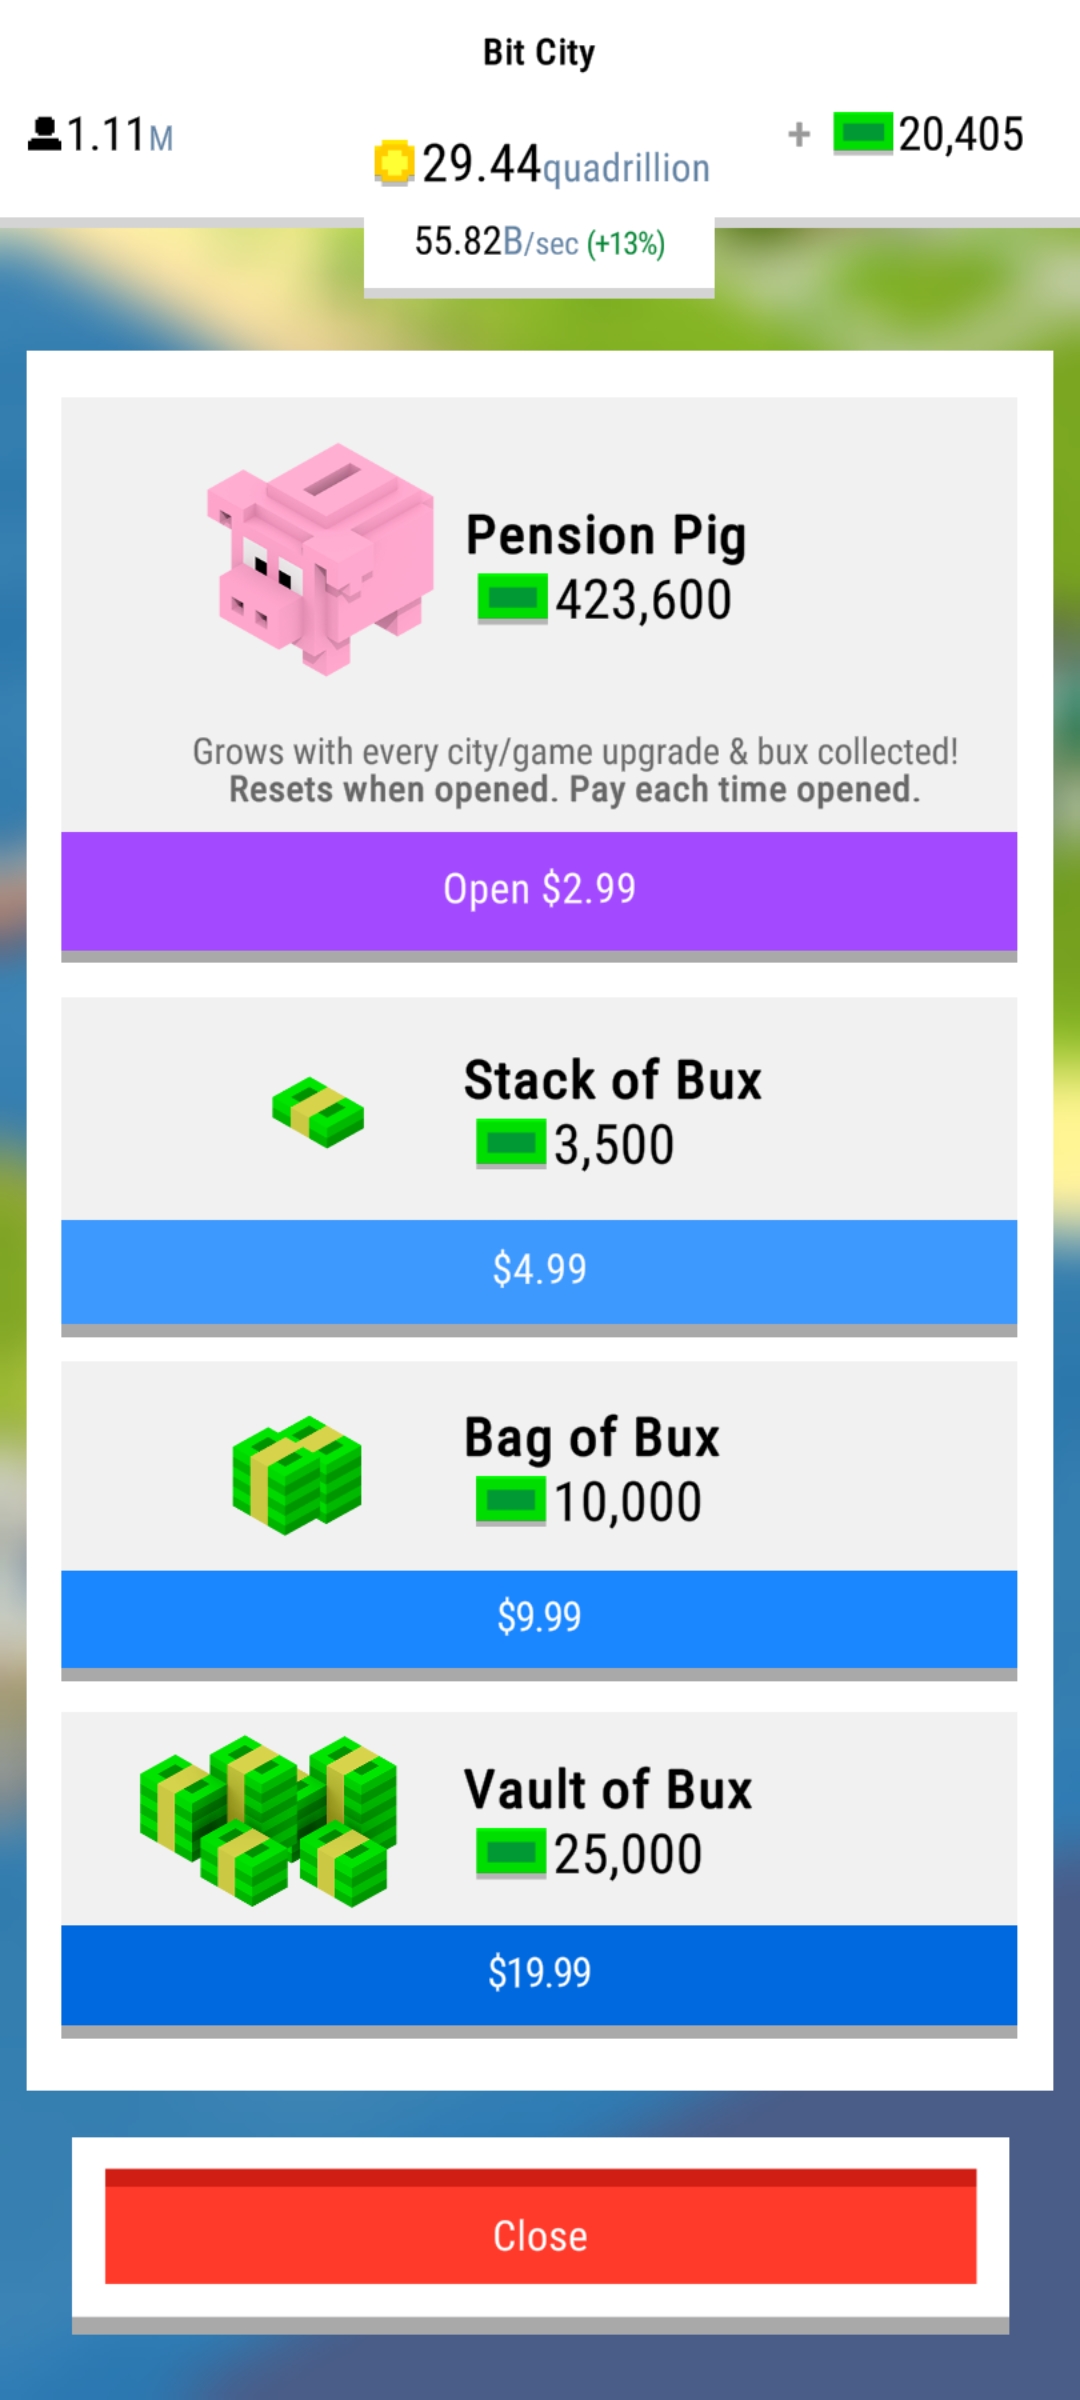 Bit City
1.11M
29.44quadrillion
+ 20,405
55.82B/sec (+13%)
Pension Pig
423,600
Grows with every city/game upgrade & bux collected!
Resets when opened. Pay each time opened.
Open $2.99
Stack of Bux
3,500
$4.99
Bag of Bux
10,000
$9.99
Vault of Bux
25,000
$19.99
Close